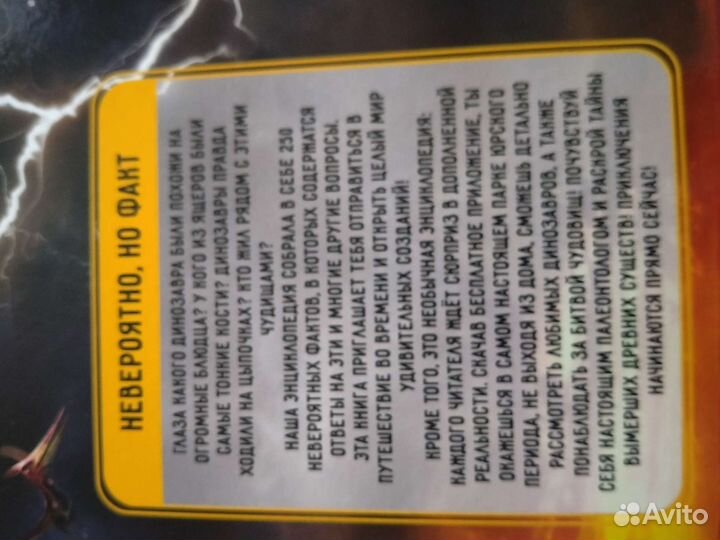 НЕВЕРОЯТНО, НО ФАКТ
ГЛАЗА КАКОГО ДИНОЗАВРА БЫЛИ ПОХОЖИ НА
ОГРОМНЫЕ БЛЮДЦА? У КОГО ИЗ ЯЩЕРОВ БЫЛИ
САМЫЕ ТОНКИЕ КОСТИ? ДИНОЗАВРЫ ПРАВДА
ХОДИЛИ НА ЦЫПОЧКАХ? КТО ЖИЛ РЯДОМ С ЭТИМИ
ЧУДИЩАМИ?
НАША ЭНЦИКЛОПЕДИЯ СОБРАЛА В СЕБЕ 250
НЕВЕРОЯТНЫХ ФАКТОВ, В КОТОРЫХ СОДЕРЖАТСЯ
ОТВЕТЫ НА ЭТИ И МНОГИЕ ДРУГИЕ ВОПРОСЫ.
ЭТА КНИГА ПРИГЛАШАЕТ ТЕБЯ ОТПРАВИТЬСЯ В
ПУТЕШЕСТВИЕ ВО ВРЕМЕНИ И ОТКРЫТЬ ЦЕЛЫЙ МИР
УДИВИТЕЛЬНЫХ СОЗДАНИЙ!
КРОМЕ ТОГО, ЭТО НЕОБЫЧНАЯ ЭНЦИКЛОПЕДИЯ:
КАЖДОГО ЧИТАТЕЛЯ ЖДЁТ СЮРПРИЗ В ДОПОЛНЕННОЙ
РЕАЛЬНОСТИ. СКАЧАВ БЕСПЛАТНОЕ ПРИЛОЖЕНИЕ, ТЫ
ОКАЖЕШЬСЯ В САМОМ НАСТОЯЩЕМ ПАРКЕ ЮРСКОГО
ПЕРИОДА, НЕ ВЫХОДЯ ИЗ ДОМА, СМОЖЕШЬ ДЕТАЛЬНО
РАССМОТРЕТЬ ЛЮБИМЫХ ДИНОЗАВРОВ, А ТАКЖЕ
ПОНАБЛЮДАТЬ ЗА БИТВОЙ ЧУДОВИЩ! ПОЧУВСТВУЙ
СЕБЯ НАСТОЯЩИМ ПАЛЕОНТОЛОГОМ И РАСКРОЙ ТАЙНЫ
ВЫМЕРШИХ ДРЕВНИХ СУЩЕСТВ! ПРИКЛЮЧЕНИЯ
НАЧИНАЮТСЯ ПРЯМО СЕЙЧАС!
Avito